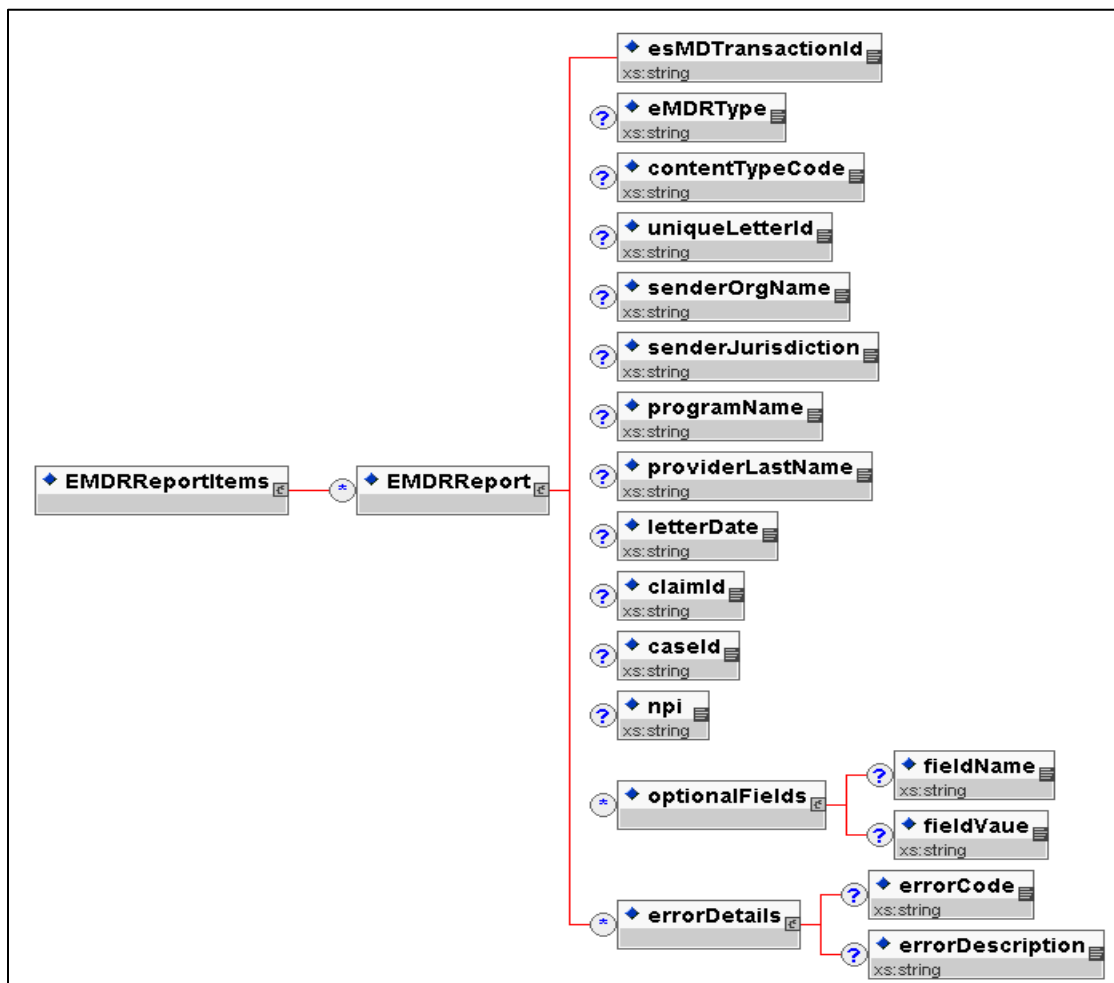 esMDTransactionId
xs:string
? eMDRType
xs:string
? contentTypeCode
xs:string
? uniqueLetterId
xs:string
? senderOrgName
xs:string
? senderJurisdiction
xs:string
? programName
xs:string
EMDRReportItems * EMDRReport
? providerLastName
xs:string
? letterDate
xs:string
? claimId
xs:string
? caseId
xs:string
? npi
xs:string
* optionalFields
? fieldName
xs:string
? fieldVaue
xs:string
* errorDetails
? errorCode
xs:string
? errorDescription
xs:string